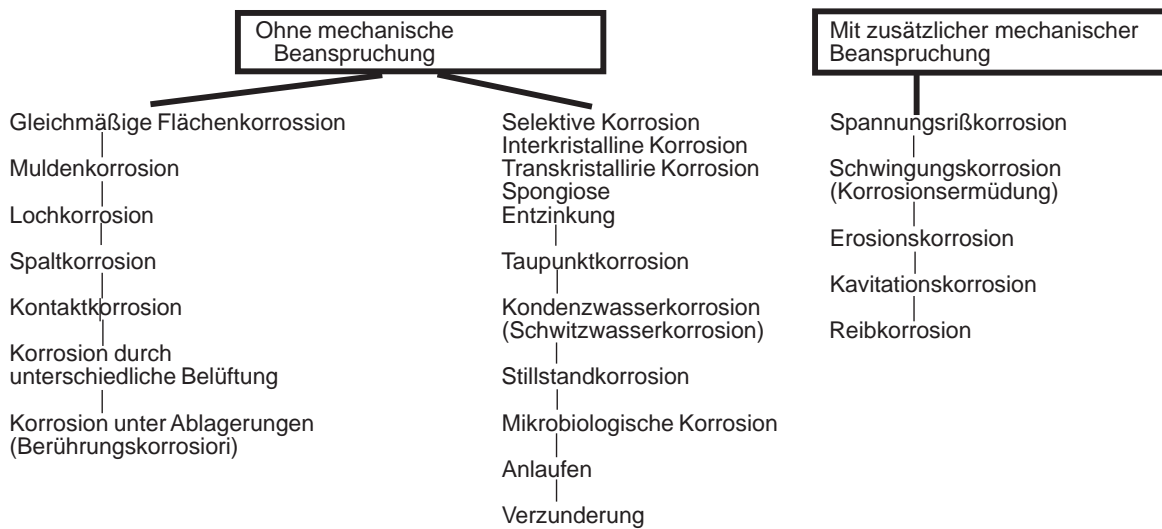 Ohne mechanische
Beanspruchung
Gleichmäßige Flächenkorrossion
Muldenkorrosion
Lochkorrosion
Spaltkorrosion
Kontaktkorrosion
Korrosion durch
unterschiedliche Belüftung
Korrosion unter Ablagerungen
(Berührungskorrosiori)
Selektive Korrosion
Interkristalline Korrosion
Transkristallirie Korrosion
Spongiose
Entzinkung
Taupunktkorrosion
Kondenzwasserkorrosion
(Schwitzwasserkorrosion)
Stillstandkorrosion
Mikrobiologische Korrosion
Anlaufen
Verzunderung
Mit zusätzlicher mechanischer
Beanspruchung
Spannungsrißkorrosion
Schwingungskorrosion
(Korrosionsermüdung)
Erosionskorrosion
Kavitationskorrosion
Reibkorrosion